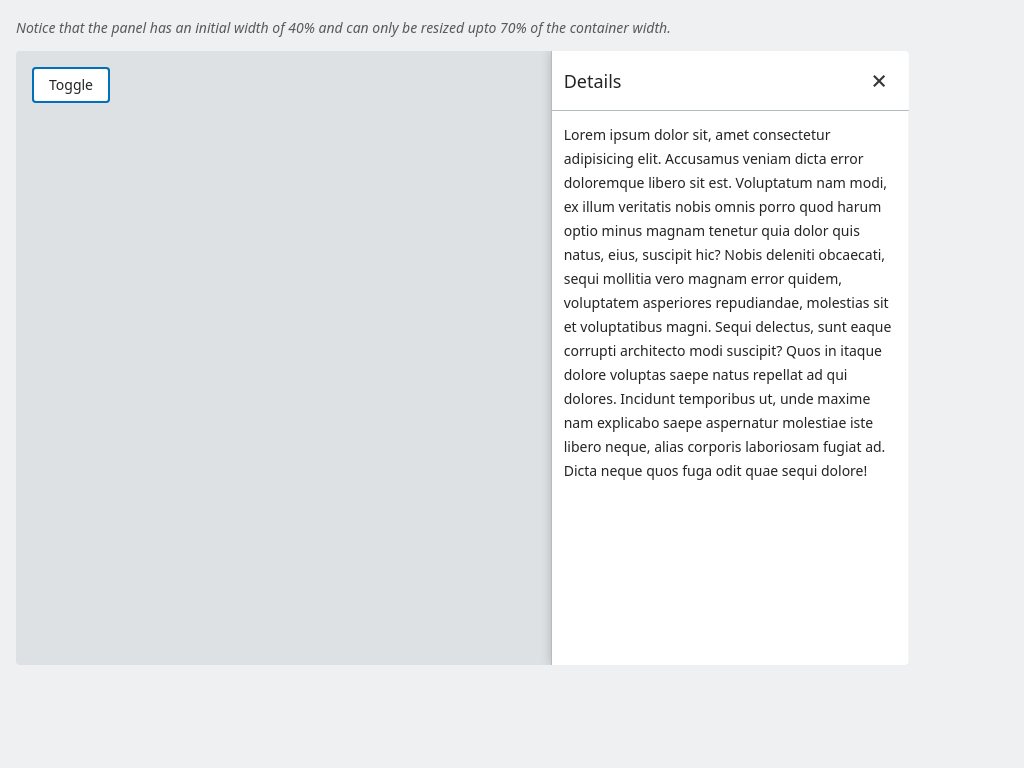 Notice that the panel has an initial width of 40% and can only be resized upto 70% of the container width.
Toggle
Details
Lorem ipsum dolor sit, amet consectetur
adipisicing elit. Accusamus veniam dicta error
doloremque libero sit est. Voluptatum nam modi,
ex illum veritatis nobis omnis porro quod harum
optio minus magnam tenetur quia dolor quis
natus, eius, suscipit hic? Nobis deleniti obcaecati,
sequi mollitia vero magnam error quidem,
voluptatem asperiores repudiandae, molestias sit
et voluptatibus magni. Sequi delectus, sunt eaque
corrupti architecto modi suscipit? Quos in itaque
dolore voluptas saepe natus repellat ad qui
dolores. Incidunt temporibus ut, unde maxime
nam explicabo saepe aspernatur molestiae iste
libero neque, alias corporis laboriosam fugiat ad.
Dicta neque quos fuga odit quae sequi dolore!